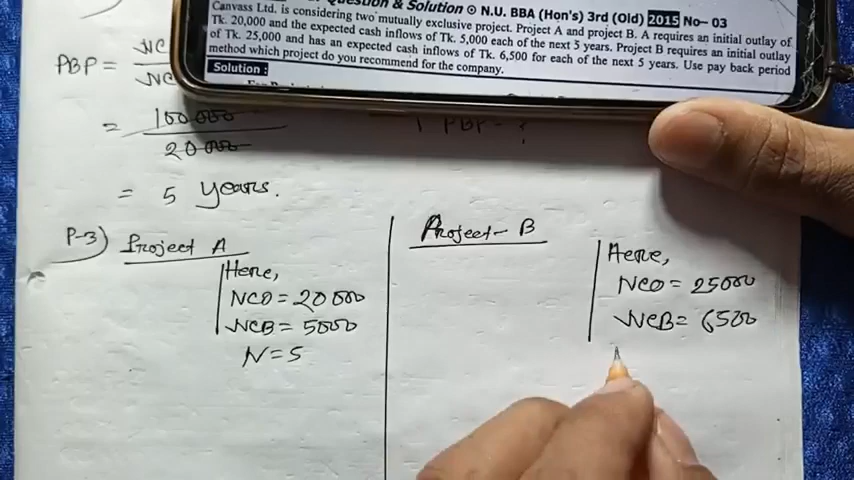 Question & Solution ⊙ N.U. BBA (Hon's) 3rd (Old) 2015 No– 03
Canvass Ltd. is considering two mutually exclusive project. Project A and project B. A requires an initial outlay of
Tk. 20,000 and the expected cash inflows of Tk. 5,000 each of the next 5 years. Project B requires an initial outlay
of Tk. 25,000 and has an expected cash inflows of Tk. 6,500 for each of the next 5 years. Use pay back period
method which project do you recommend for the company.
Solution :
PBP = NC
NC
= 100000
20000
PBP = ?
= 5 years.
P-3) Project A
Here,
NCO = 20000
NCB = 5000
N = 5
Project - B
Here,
NCO = 25000
NCB = 6500